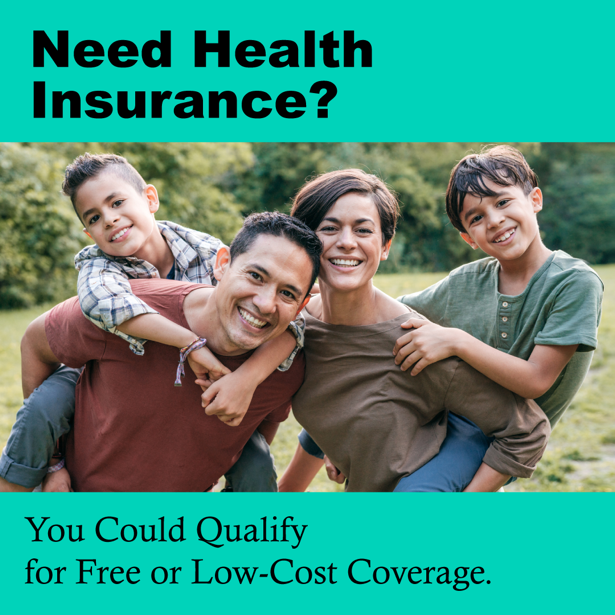 Need Health
Insurance?
You Could Qualify
for Free or Low-Cost Coverage.